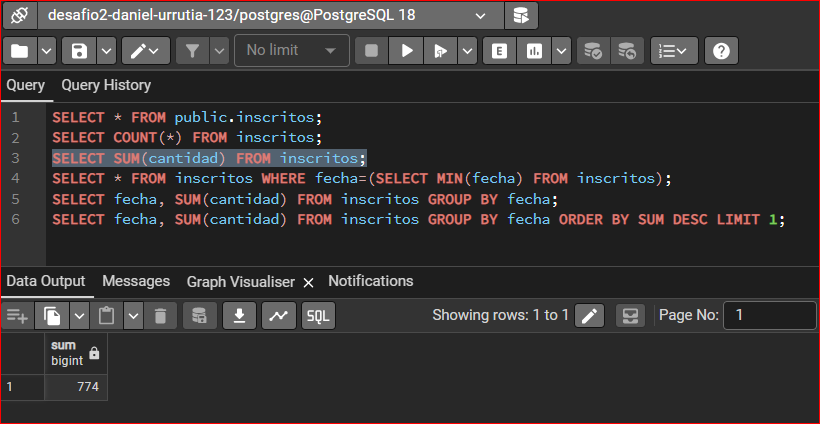 desafio2-daniel-urrutia-123/postgres@PostgreSQL 18
No limit
E
Query Query History
1 SELECT * FROM public.inscritos;
2 SELECT COUNT(*) FROM inscritos;
3 SELECT SUM(cantidad) FROM inscritos;
4 SELECT * FROM inscritos WHERE fecha=(SELECT MIN(fecha) FROM inscritos);
5 SELECT fecha, SUM(cantidad) FROM inscritos GROUP BY fecha;
6 SELECT fecha, SUM(cantidad) FROM inscritos GROUP BY fecha ORDER BY SUM DESC LIMIT 1;
Data Output Messages Graph Visualiser Notifications
SQL Showing rows: 1 to 1 Page No: 1
sum
bigint
1 774